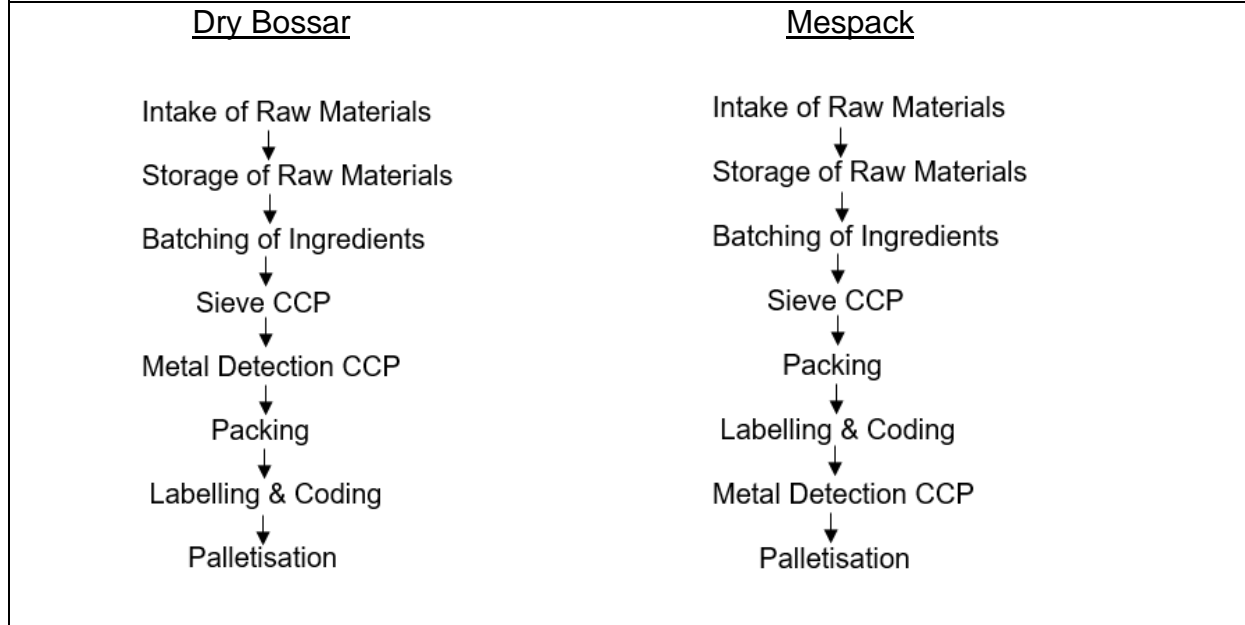 Dry Bossar
Intake of Raw Materials
Storage of Raw Materials
Batching of Ingredients
Sieve CCP
Metal Detection CCP
Packing
Labelling & Coding
Palletisation
Mespack
Intake of Raw Materials
Storage of Raw Materials
Batching of Ingredients
Sieve CCP
Packing
Labelling & Coding
Metal Detection CCP
Palletisation